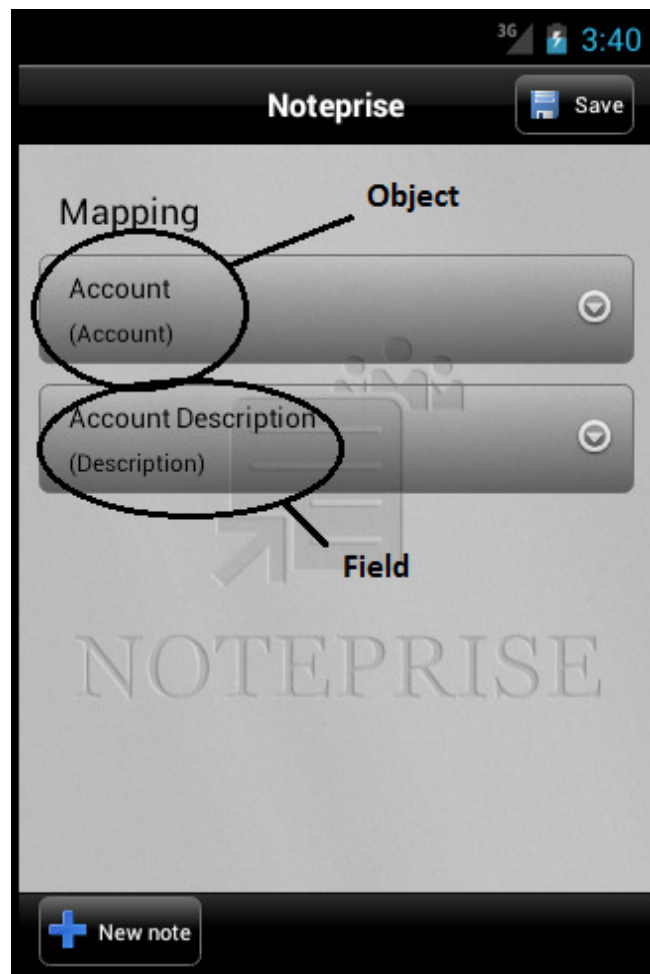 3G 3:40
Noteprise Save
Object
Mapping
Account
(Account)
Account Description
(Description)
Field
NOTEPRISE
New note